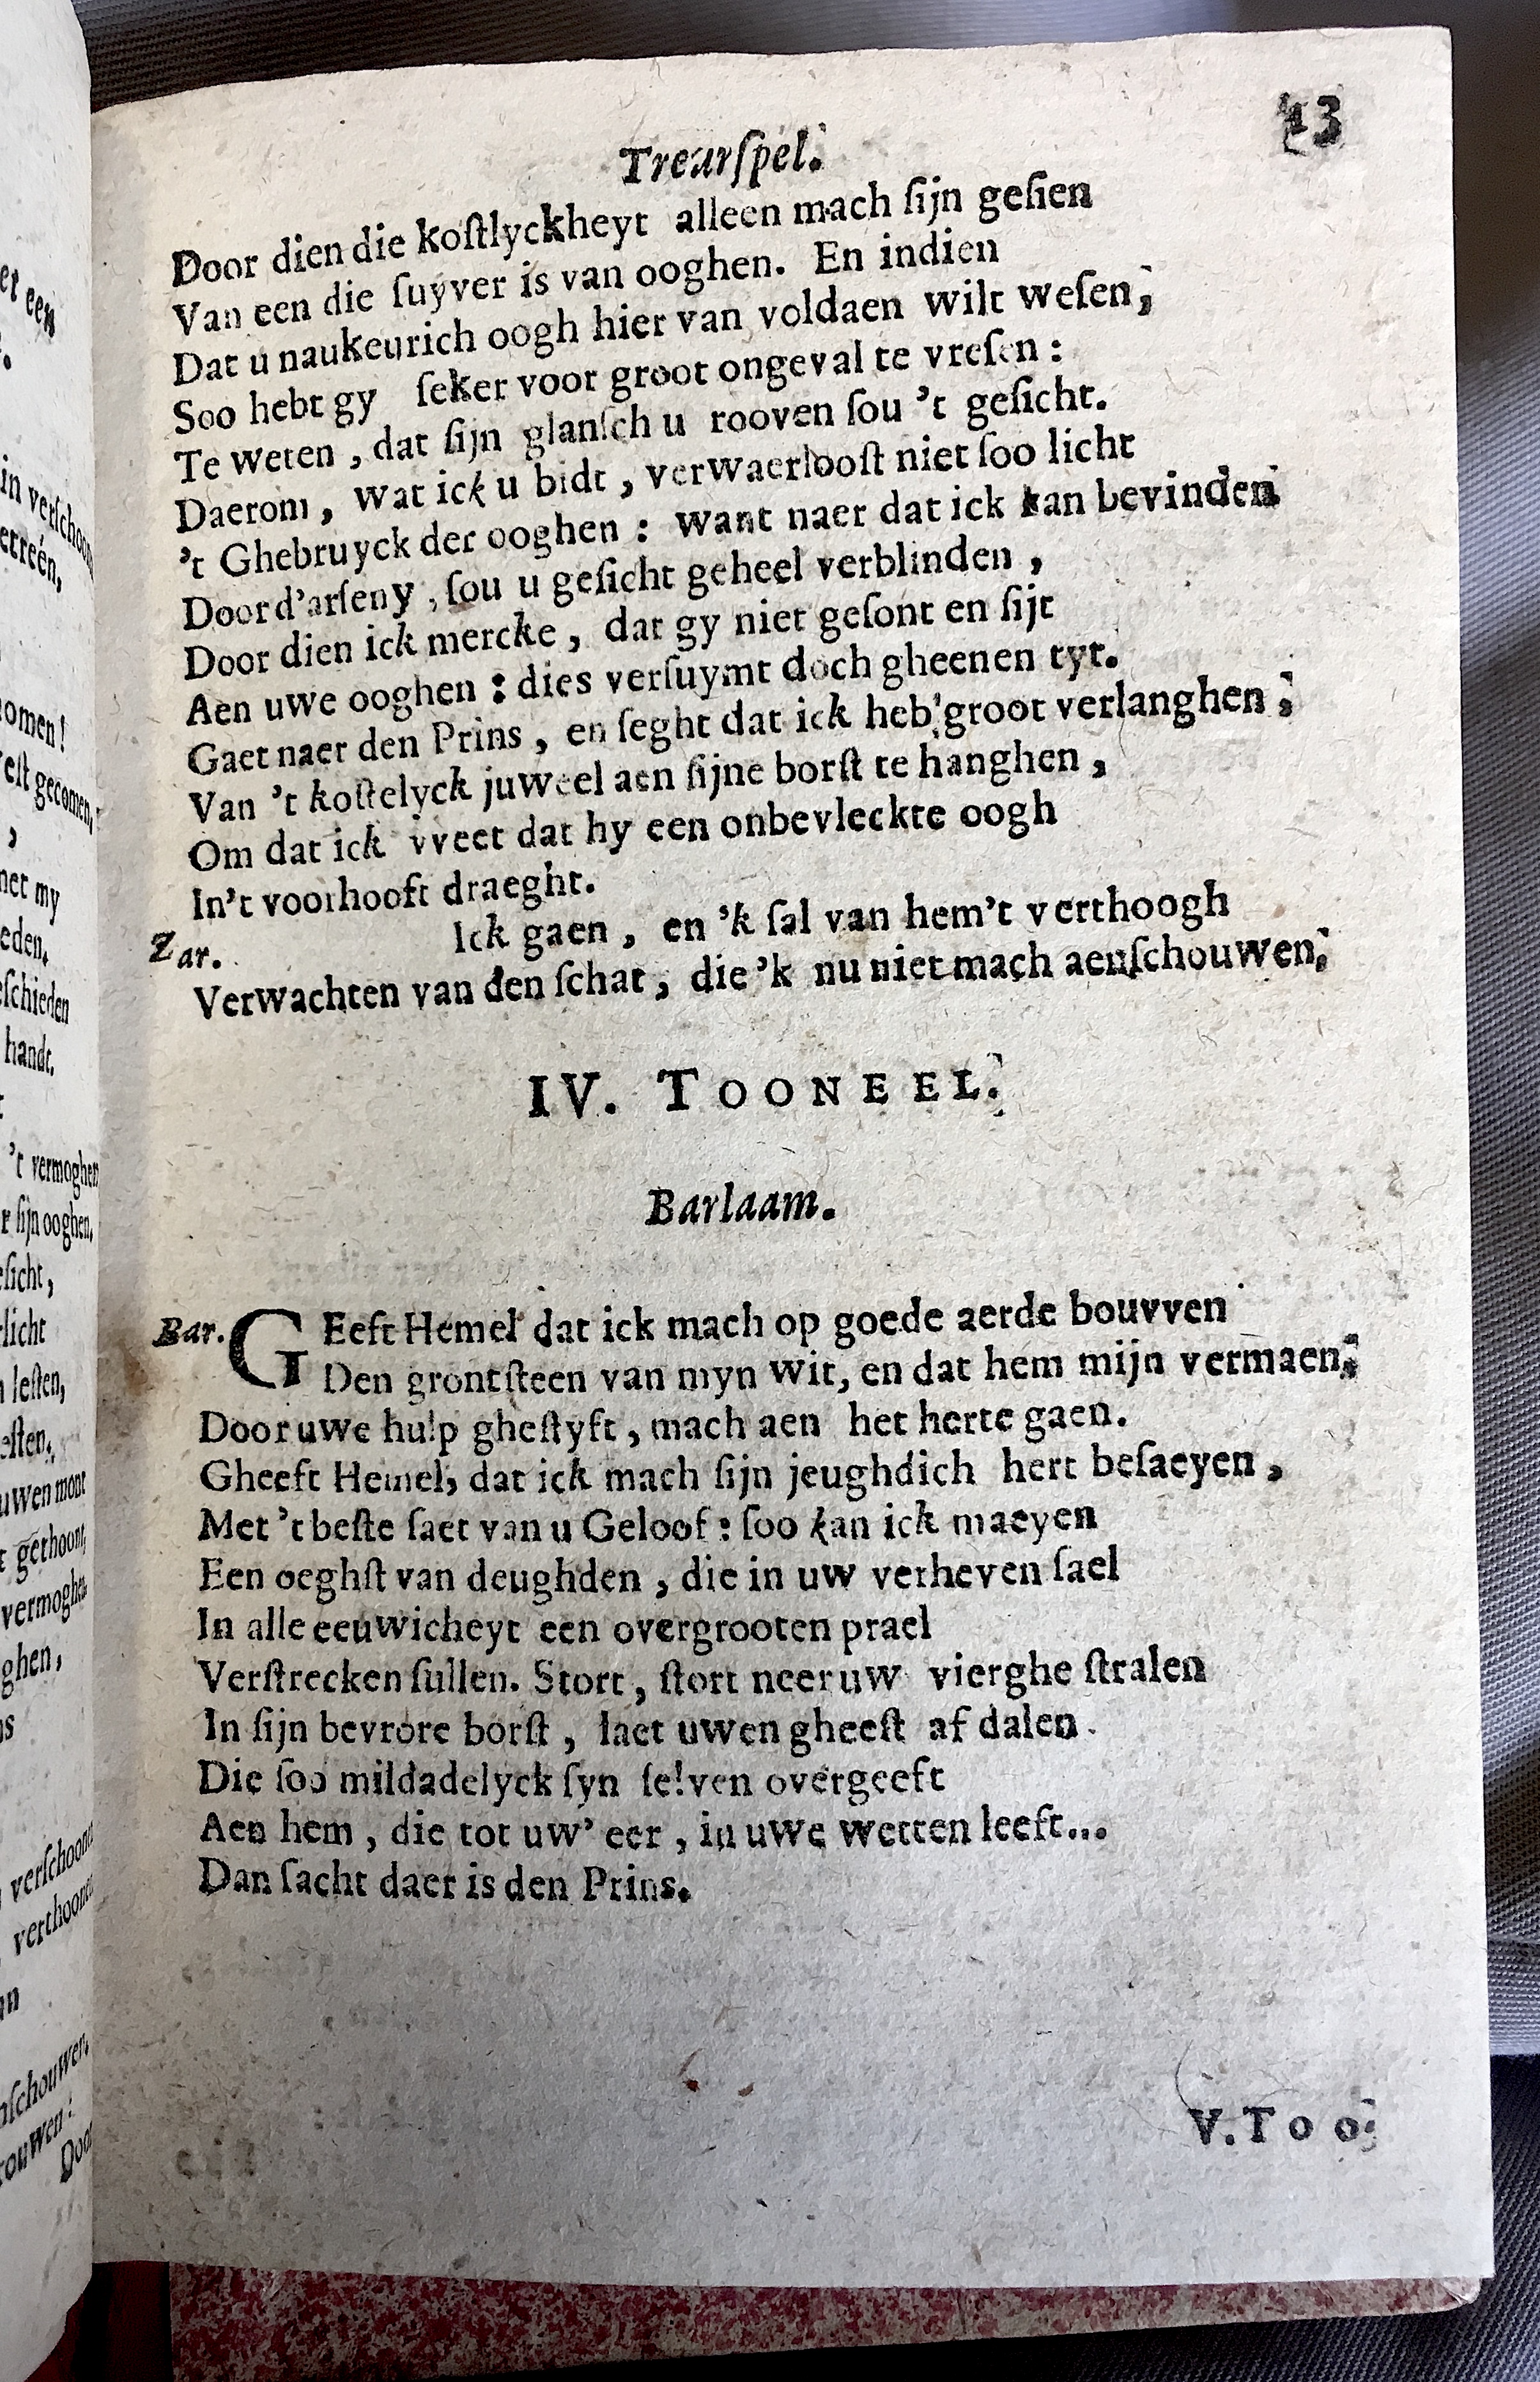 43
Treurſpel.
Door dien die koſtlyckheyt alleen mach ſijn geſien
Van een die ſuyver is van ooghen. En indien
Dat u naukeurich oogh hier van voldaen wilt weſen,
Soo hebt gy ſeker voor groot ongeval te vreſen :
Te weten , dat ſijn glanſch u rooven ſou 't geſicht.
Daerom , wat ick u bidt , verwaerlooſt niet ſoo licht
't Ghebruyck der ooghen : want naer dat ick kan bevinden
Door d'arſeny , ſou u geſicht geheel verblinden ,
Door dien ick mercke , dat gy niet geſont en ſijt
Aen uwe ooghen : dies verſuymt doch gheenen tyt.
Gaet naer den Prins , en ſeght dat ick heb groot verlanghen ;
Van 't koſtelyck juweel aen ſijne borſt te hanghen ,
Om dat ick vveet dat hy een onbevleckte oogh
In't voorhooft draeght.
Zar. Ick gaen , en 'k ſal van hem't verthoogh
Verwachten van den ſchat , die 'k nu niet mach aenſchouwen.
IV. TOONEEL.
Barlaam.
Bar. GEeft Hemel dat ick mach op goede aerde bouvven
Den grontſteen van myn wit, en dat hem mijn vermaen,
Door uwe hulp gheſtyft , mach aen het herte gaen.
Gheeft Hemel, dat ick mach ſijn jeughdich hert beſaeyen ,
Met 't beſte ſaet van u Geloof : ſoo kan ick maeyen
Een oeghſt van deughden , die in uw verheven ſael
In alle eeuwicheyt een overgrooten prael
Verſtrecken ſullen. Stort , ſtort neer uw vierghe ſtralen
In ſijn bevrore borſt , laet uwen gheeſt af dalen.
Die ſoo mildadelyck ſyn ſelven overgeeft
Aen hem , die tot uw' eer , in uwe wetten leeft...
Dan ſacht daer is den Prins.
V. Too